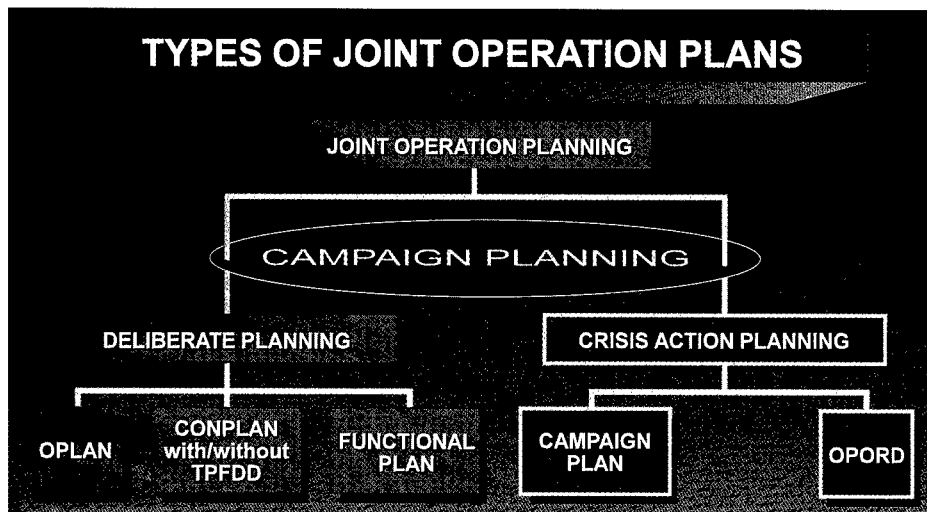 TYPES OF JOINT OPERATION PLANS
JOINT OPERATION PLANNING
CAMPAIGN PLANNING
DELIBERATE PLANNING
CRISIS ACTION PLANNING
OPLAN
CONPLAN
with/without
TPFDD
FUNCTIONAL
PLAN
CAMPAIGN
PLAN
OPORD